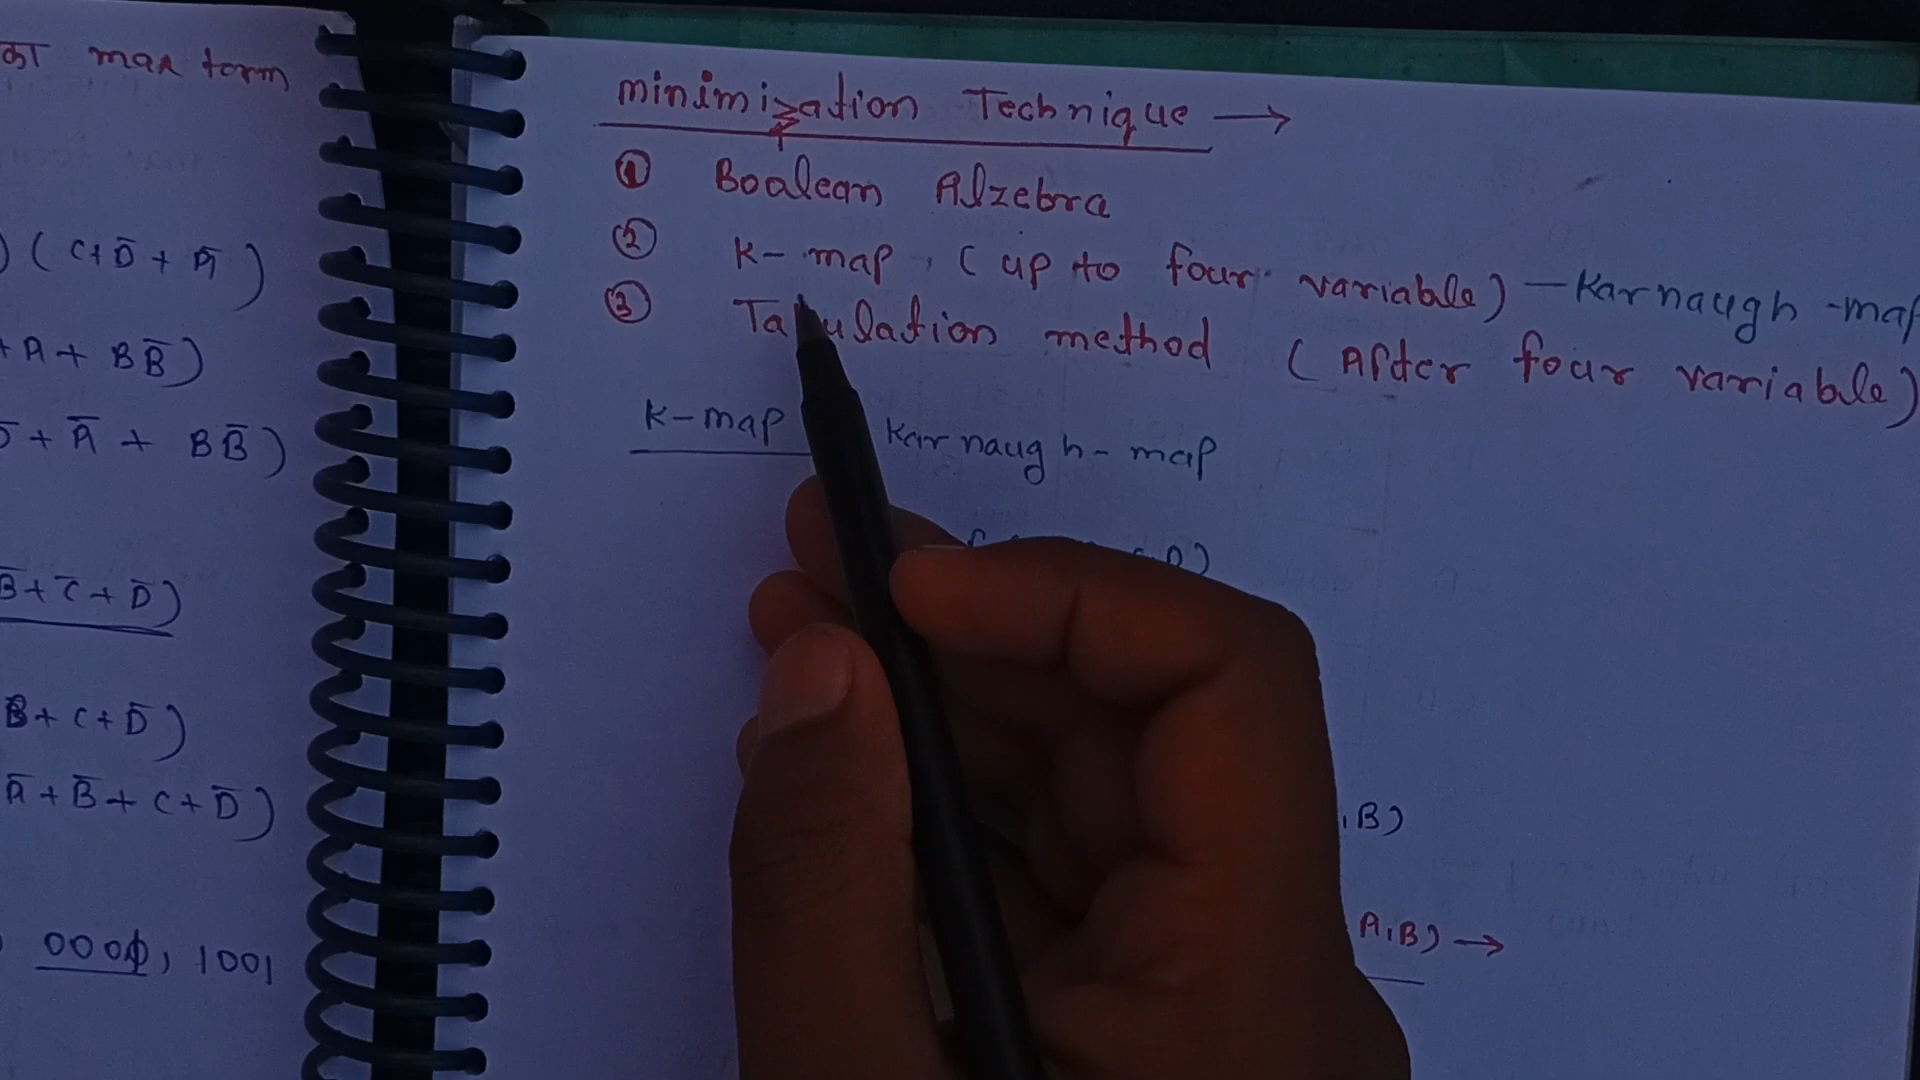 का max term
) (C+D̅ + A̅)
+ A + BB̅)
D̅ + A̅ + BB̅)
B̅+C̅+D̅)
B+C+D̅)
A̅+B̅+C+D̅)
1001
minimization Technique →
① Boalean Alzebra
② K-map, (up to four variable) — Karnaugh -map
③ Tabulation method (After four variable)
K-map Karnaugh-map
D)
,B)
A,B) →